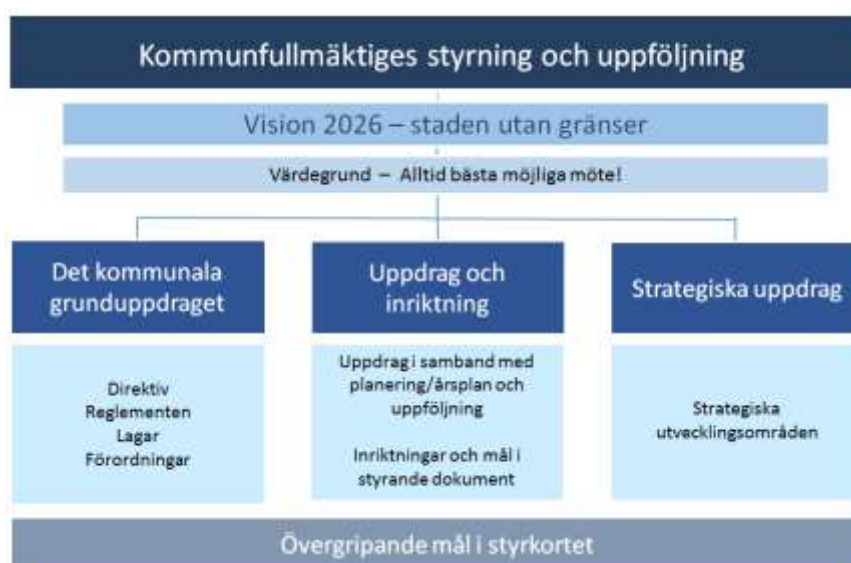 Kommunfullmäktiges styrning och uppföljning
Vision 2026 – staden utan gränser
Värdegrund – Alltid bästa möjliga möte!
Det kommunala
grunduppdraget
Direktiv
Reglementen
Lagar
Förordningar
Uppdrag och
inriktning
Uppdrag i samband med
planering/årsplan och
uppföljning
Inriktningar och mål i
styrande dokument
Strategiska uppdrag
Strategiska
utvecklingsområden
Övergripande mål i styrkortet